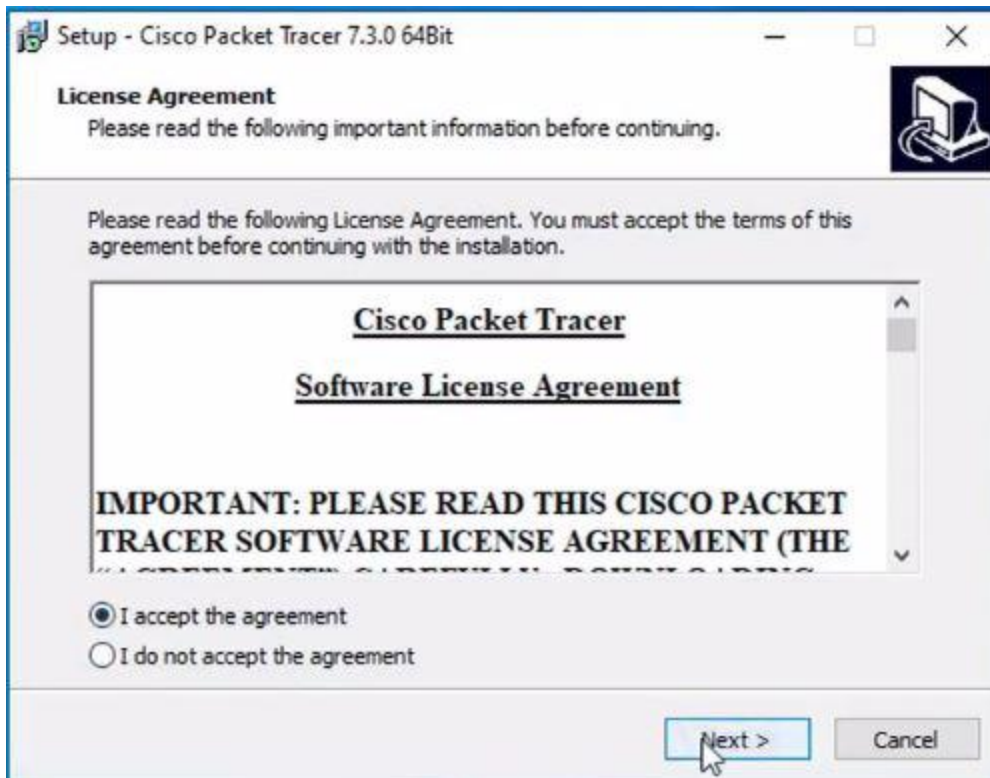 Setup - Cisco Packet Tracer 7.3.0 64Bit
License Agreement
Please read the following important information before continuing.
Please read the following License Agreement. You must accept the terms of this
agreement before continuing with the installation.
Cisco Packet Tracer
Software License Agreement
IMPORTANT: PLEASE READ THIS CISCO PACKET
TRACER SOFTWARE LICENSE AGREEMENT (THE
I accept the agreement
I do not accept the agreement
Next >
Cancel